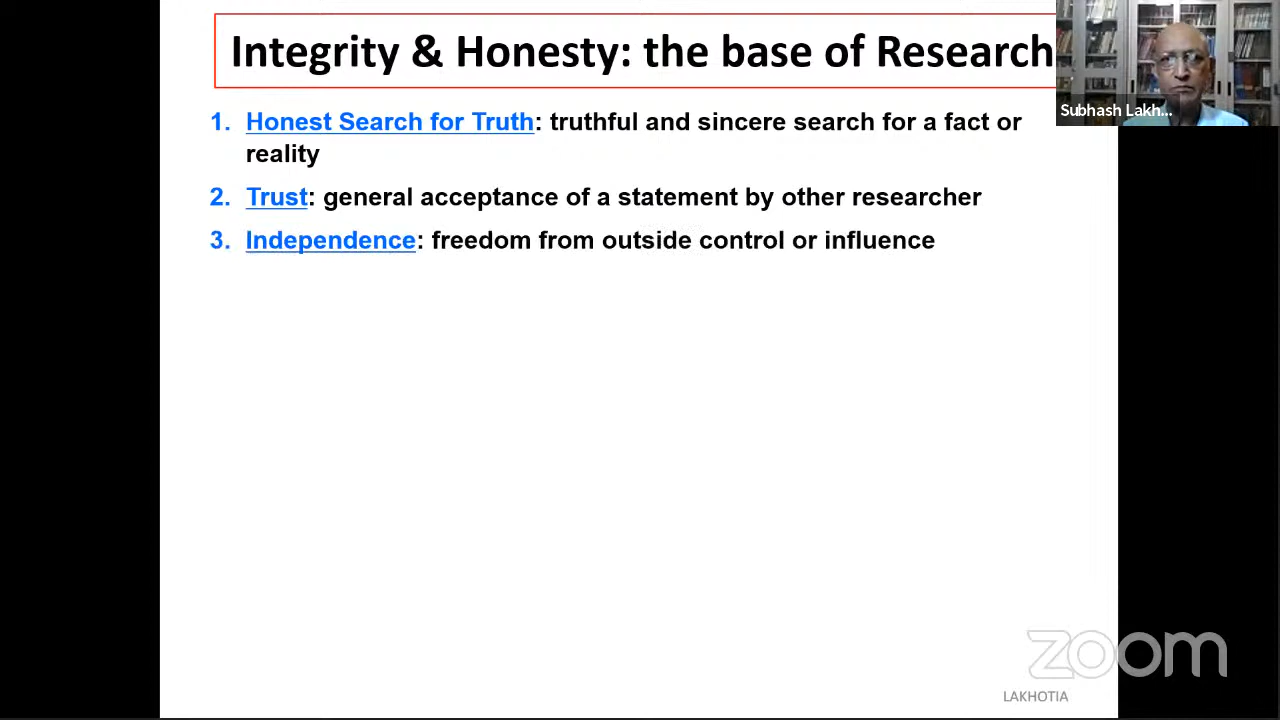 Integrity & Honesty: the base of Research
Subhash Lakh...
1. Honest Search for Truth: truthful and sincere search for a fact or
reality
2. Trust: general acceptance of a statement by other researcher
3. Independence: freedom from outside control or influence
zoom
LAKHOTIA